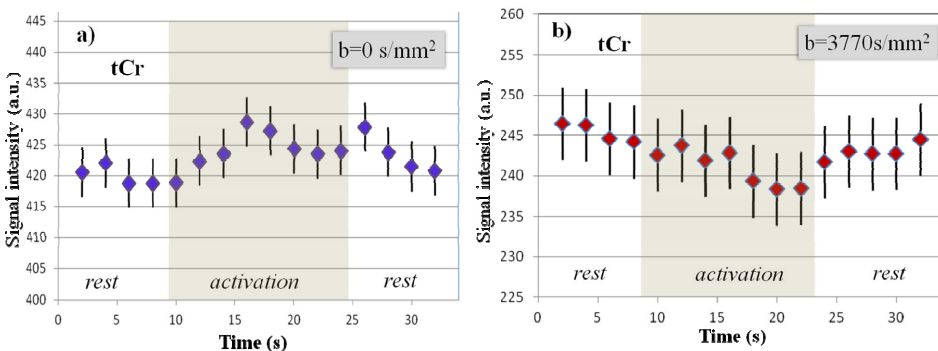 a)
b=0 s/mm²
tCr
Signal intensity (a.u.)
445
440
435
430
425
420
415
410
405
400
rest
activation
rest
0
5
10
15
20
25
30
Time (s)
b)
b=3770s/mm²
tCr
Signal intensity (a.u.)
260
255
250
245
240
235
230
225
rest
activation
rest
0
5
10
15
20
25
30
Time (s)